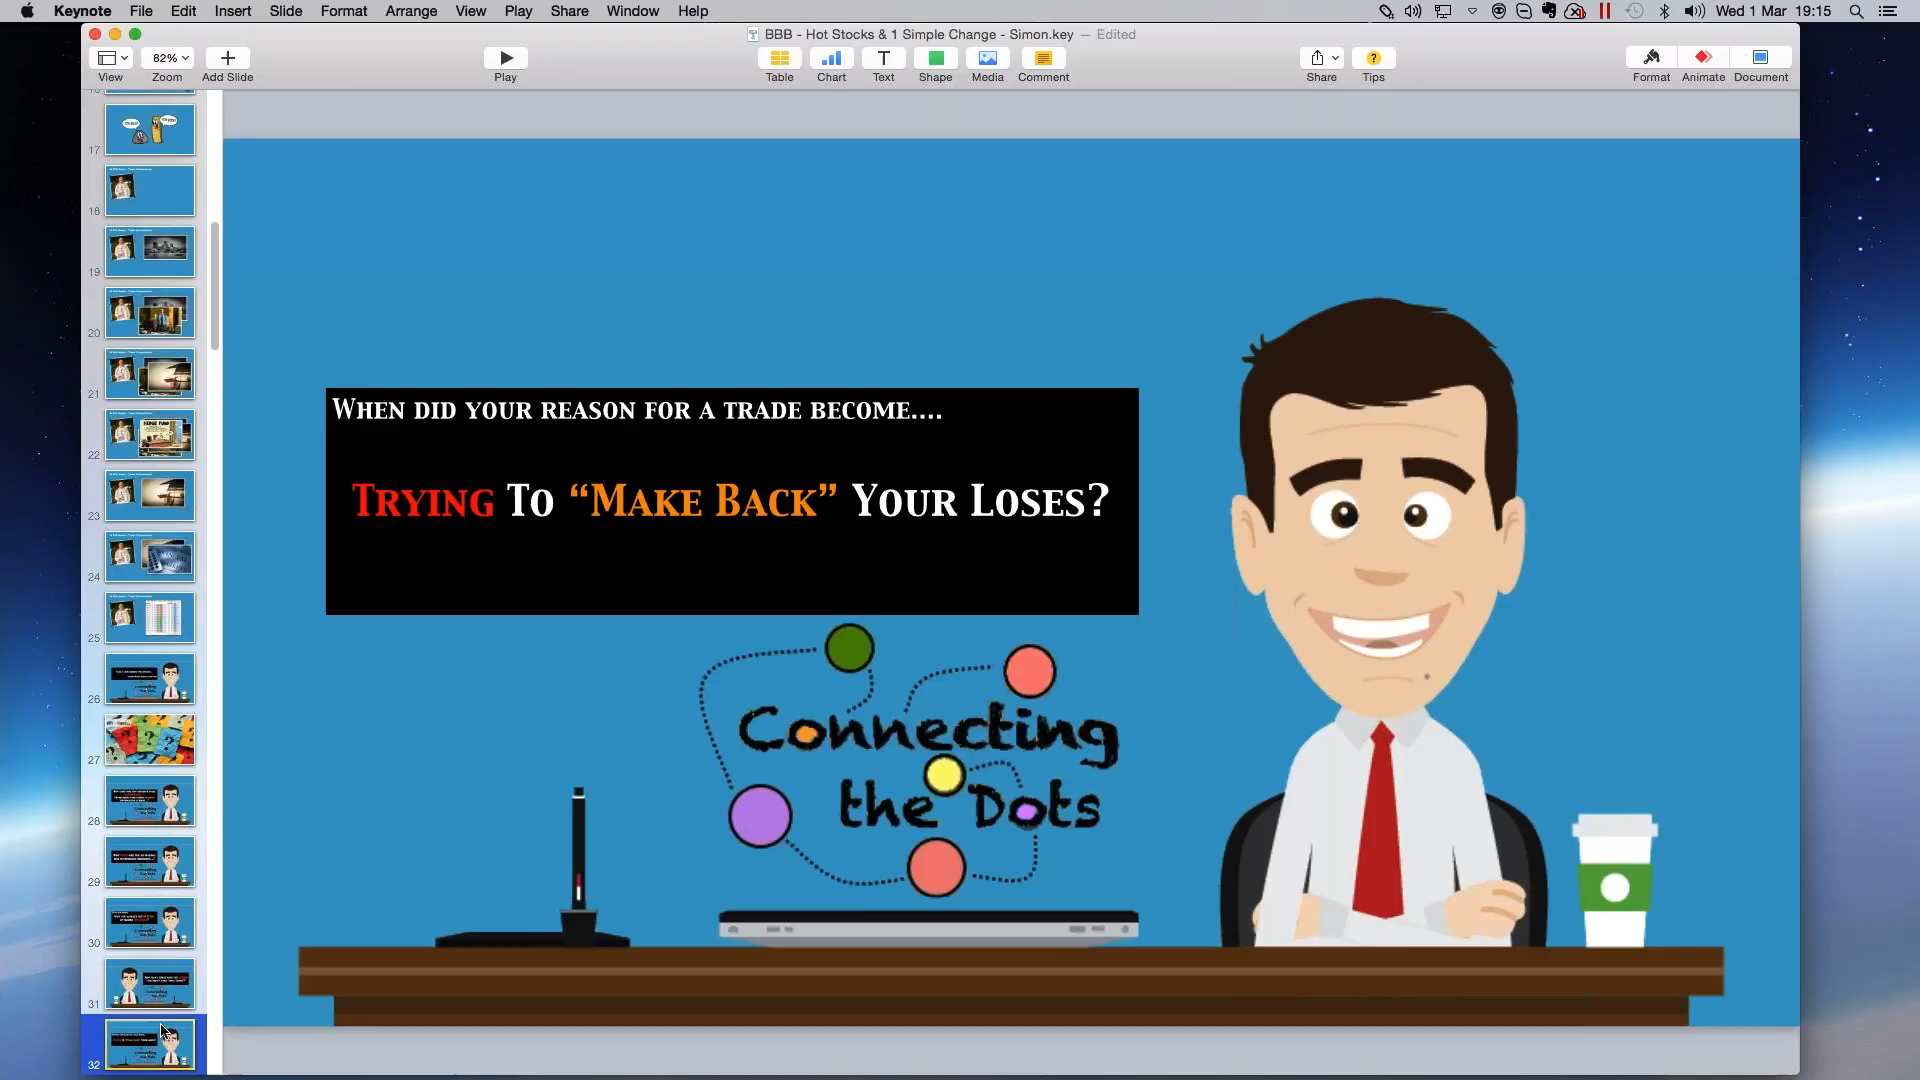 Keynote File Edit Insert Slide Format Arrange View Play Share Window Help
Wed 1 Mar 19:15
BBB - Hot Stocks & 1 Simple Change - Simon.key — Edited
82%
View Zoom Add Slide Play Table Chart Text Shape Media Comment Share Tips Format Animate Document
17
18
19
20
21
22
23
24
25
26
27
28
29
30
31
32
When did your reason for a trade become....
Trying To “Make Back” Your Loses?
Connecting
the Dots